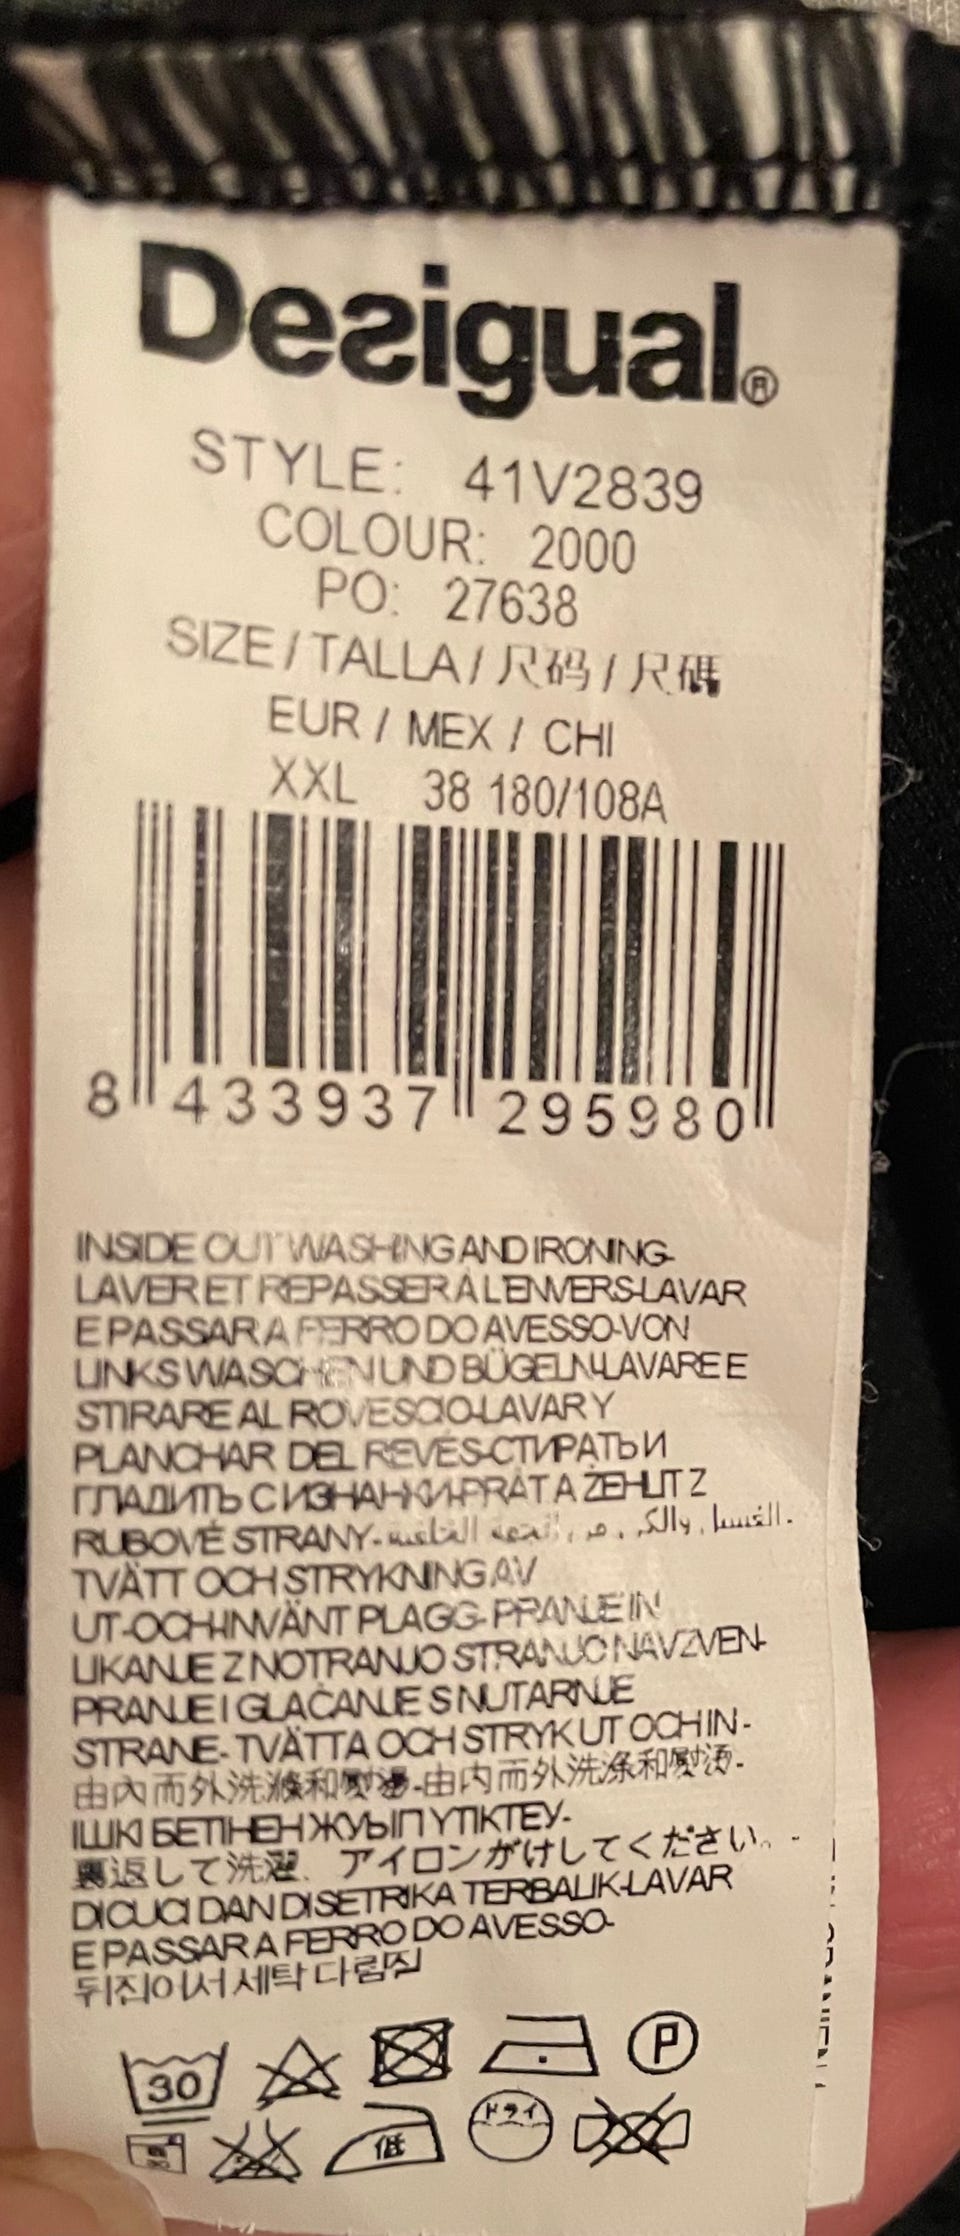 Desigual®
STYLE: 41V2839
COLOUR: 2000
PO: 27638
SIZE / TALLA / 尺码 / 尺碼
EUR / MEX / CHI
XXL 38 180/108A
8 433937 295980
INSIDE OUT WASHING AND IRONING-
LAVER ET REPASSER À L'ENVERS-LAVAR
E PASSAR A FERRO DO AVESSO-VON
LINKS WASCHEN UND BÜGELN-LAVARE E
STIRARE AL ROVESCIO-LAVAR Y
PLANCHAR DEL REVÉS-СТИРАТЬ И
ГЛАДИТЬ С ИЗНАНКИ-PRÁT A ŽEHLIT Z
RUBOVÉ STRANY-
TVÄTT OCH STRYKNING AV
UT-OCH-INVÄNT PLAGG- PRANJE IN
LIKANJE Z NOTRANJO STRANJO NAVZVEN-
PRANJE I GLAČANJE S NUTARNJE
STRANE- TVÄTTA OCH STRYK UT OCH IN -
由內而外洗滌和熨燙-由内而外洗涤和熨烫-
ІШКІ БЕТІНЕН ЖУЫП ҮТІКТЕУ-
裏返して洗濯、アイロンがけしてください。-
DICUCI DAN DISETRIKA TERBALIK-LAVAR
E PASSAR A FERRO DO AVESSO-
뒤집어서 세탁 다림질
30 P
低 ドライ